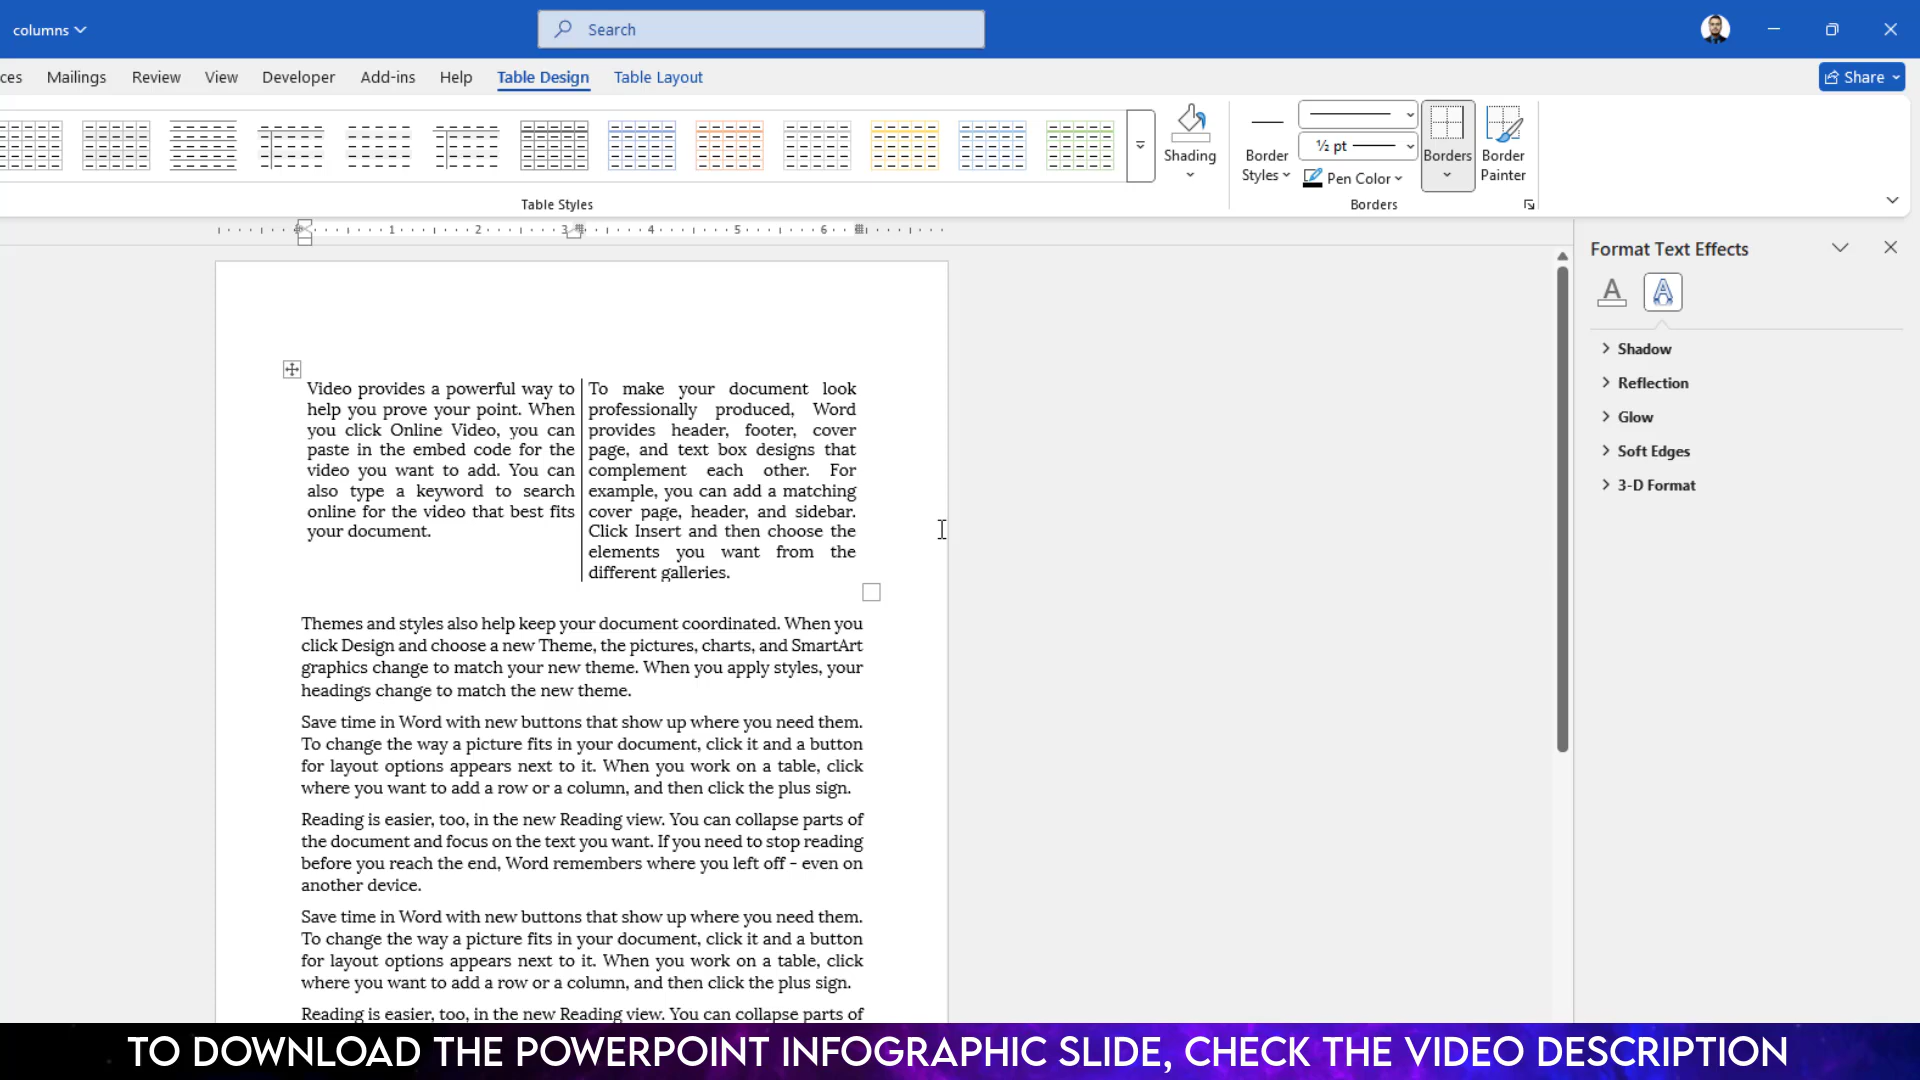 columns
Search
ces Mailings Review View Developer Add-ins Help Table Design Table Layout
Share
Shading
Border Styles
½ pt
Pen Color
Borders
Border Painter
Table Styles
Borders
1 2 3 4 5 6
Format Text Effects
Shadow
Reflection
Glow
Soft Edges
3-D Format
Video provides a powerful way to
help you prove your point. When
you click Online Video, you can
paste in the embed code for the
video you want to add. You can
also type a keyword to search
online for the video that best fits
your document.
To make your document look
professionally produced, Word
provides header, footer, cover
page, and text box designs that
complement each other. For
example, you can add a matching
cover page, header, and sidebar.
Click Insert and then choose the
elements you want from the
different galleries.
Themes and styles also help keep your document coordinated. When you
click Design and choose a new Theme, the pictures, charts, and SmartArt
graphics change to match your new theme. When you apply styles, your
headings change to match the new theme.
Save time in Word with new buttons that show up where you need them.
To change the way a picture fits in your document, click it and a button
for layout options appears next to it. When you work on a table, click
where you want to add a row or a column, and then click the plus sign.
Reading is easier, too, in the new Reading view. You can collapse parts of
the document and focus on the text you want. If you need to stop reading
before you reach the end, Word remembers where you left off - even on
another device.
Save time in Word with new buttons that show up where you need them.
To change the way a picture fits in your document, click it and a button
for layout options appears next to it. When you work on a table, click
where you want to add a row or a column, and then click the plus sign.
Reading is easier, too, in the new Reading view. You can collapse parts of
TO DOWNLOAD THE POWERPOINT INFOGRAPHIC SLIDE, CHECK THE VIDEO DESCRIPTION